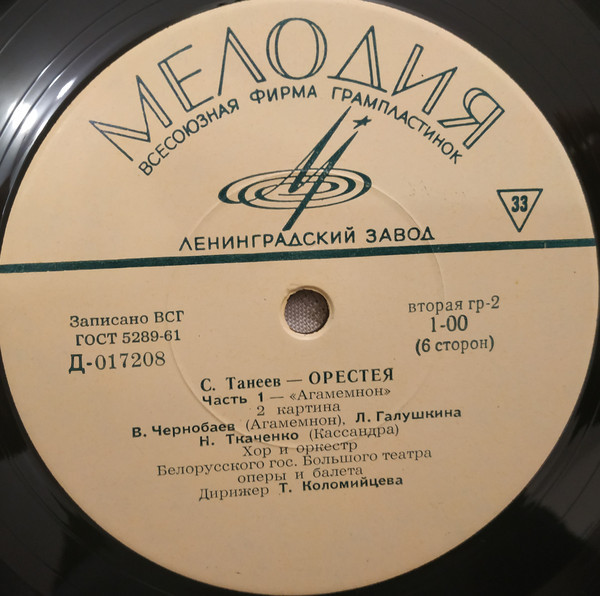 МЕЛОДИЯ
ВСЕСОЮЗНАЯ ФИРМА ГРАМПЛАСТИНОК
33
ЛЕНИНГРАДСКИЙ ЗАВОД
Записано ВСГ
ГОСТ 5289-61
Д-017208
вторая гр-2
1-00
(6 сторон)
С. Танеев — ОРЕСТЕЯ
Часть 1 — «Агамемнон»
2 картина
В. Чернобаев (Агамемнон), Л. Галушкина
Н. Ткаченко (Кассандра)
Хор и оркестр
Белорусского гос. Большого театра
оперы и балета
Дирижер Т. Коломийцева